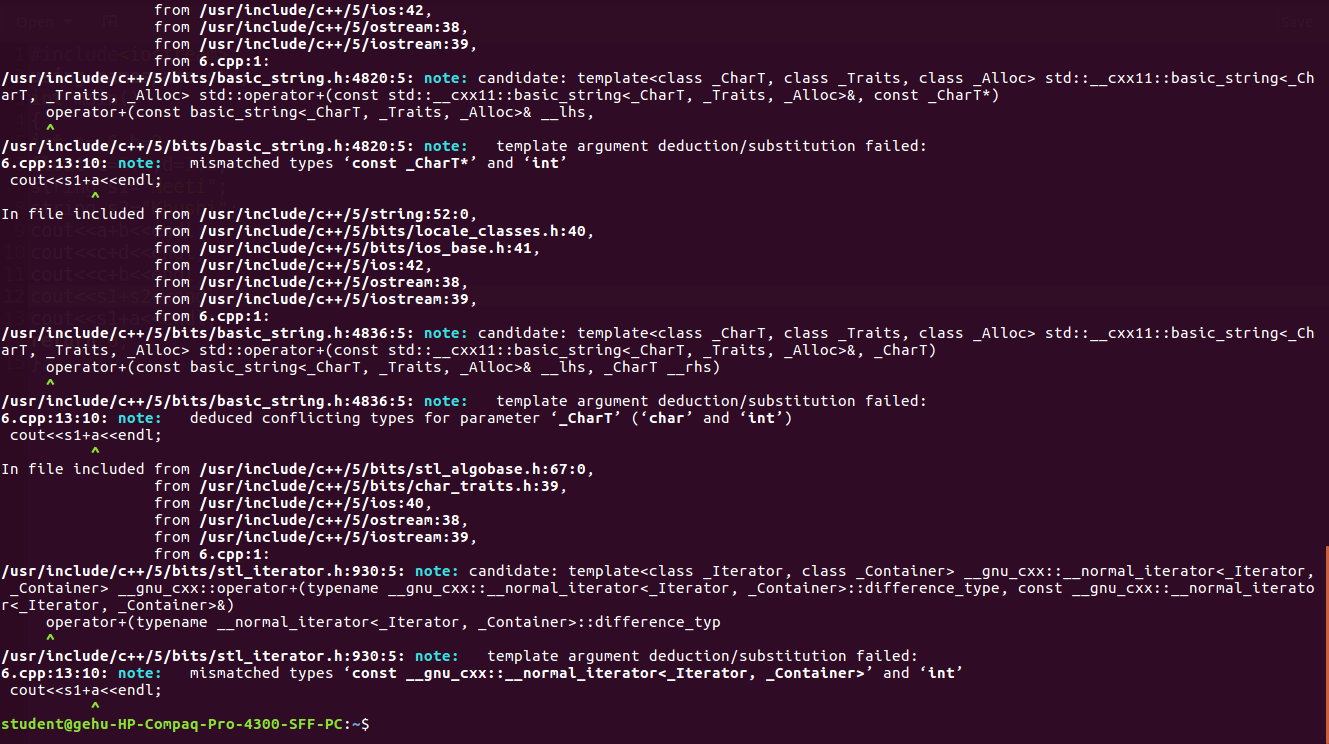 from /usr/include/c++/5/ios:42,
from /usr/include/c++/5/ostream:38,
from /usr/include/c++/5/iostream:39,
from 6.cpp:1:
/usr/include/c++/5/bits/basic_string.h:4820:5: note: candidate: template<class _CharT, class _Traits, class _Alloc> std::__cxx11::basic_string<_Ch
arT, _Traits, _Alloc> std::operator+(const std::__cxx11::basic_string<_CharT, _Traits, _Alloc>&, const _CharT*)
operator+(const basic_string<_CharT, _Traits, _Alloc>& __lhs,
^
/usr/include/c++/5/bits/basic_string.h:4820:5: note:   template argument deduction/substitution failed:
6.cpp:13:10: note:   mismatched types ‘const _CharT*’ and ‘int’
cout<<s1+a<<endl;
^
In file included from /usr/include/c++/5/string:52:0,
from /usr/include/c++/5/bits/locale_classes.h:40,
from /usr/include/c++/5/bits/ios_base.h:41,
from /usr/include/c++/5/ios:42,
from /usr/include/c++/5/ostream:38,
from /usr/include/c++/5/iostream:39,
from 6.cpp:1:
/usr/include/c++/5/bits/basic_string.h:4836:5: note: candidate: template<class _CharT, class _Traits, class _Alloc> std::__cxx11::basic_string<_Ch
arT, _Traits, _Alloc> std::operator+(const std::__cxx11::basic_string<_CharT, _Traits, _Alloc>&, _CharT)
operator+(const basic_string<_CharT, _Traits, _Alloc>& __lhs, _CharT __rhs)
^
/usr/include/c++/5/bits/basic_string.h:4836:5: note:   template argument deduction/substitution failed:
6.cpp:13:10: note:   deduced conflicting types for parameter ‘_CharT’ (‘char’ and ‘int’)
cout<<s1+a<<endl;
^
In file included from /usr/include/c++/5/bits/stl_algobase.h:67:0,
from /usr/include/c++/5/bits/char_traits.h:39,
from /usr/include/c++/5/ios:40,
from /usr/include/c++/5/ostream:38,
from /usr/include/c++/5/iostream:39,
from 6.cpp:1:
/usr/include/c++/5/bits/stl_iterator.h:930:5: note: candidate: template<class _Iterator, class _Container> __gnu_cxx::__normal_iterator<_Iterator,
_Container> __gnu_cxx::operator+(typename __gnu_cxx::__normal_iterator<_Iterator, _Container>::difference_type, const __gnu_cxx::__normal_iterato
r<_Iterator, _Container>&)
operator+(typename __normal_iterator<_Iterator, _Container>::difference_typ
^
/usr/include/c++/5/bits/stl_iterator.h:930:5: note:   template argument deduction/substitution failed:
6.cpp:13:10: note:   mismatched types ‘const __gnu_cxx::__normal_iterator<_Iterator, _Container>’ and ‘int’
cout<<s1+a<<endl;
^
student@gehu-HP-Compaq-Pro-4300-SFF-PC:~$